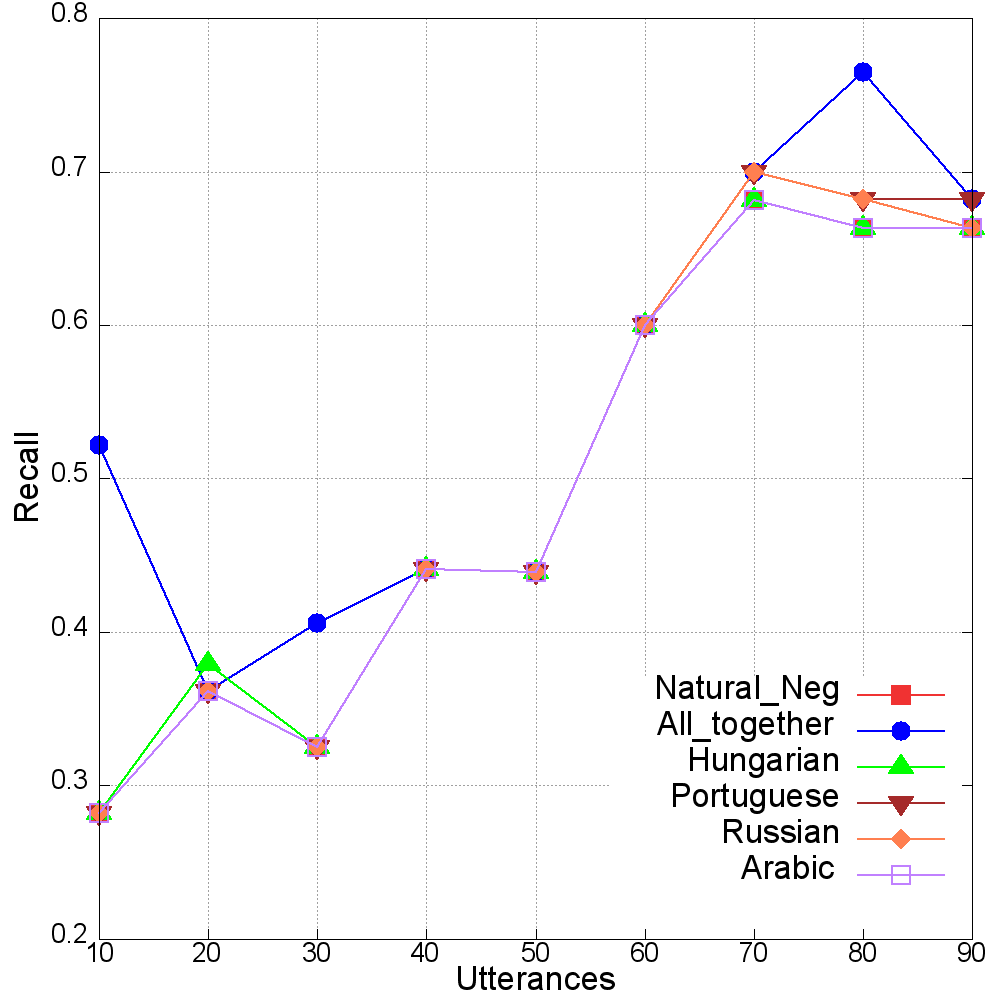 0.8
0.7
0.6
0.5
0.4
0.3
0.2
Recall
Natural_Neg
All_together
Hungarian
Portuguese
Russian
Arabic
10 20 30 40 50 60 70 80 90
Utterances